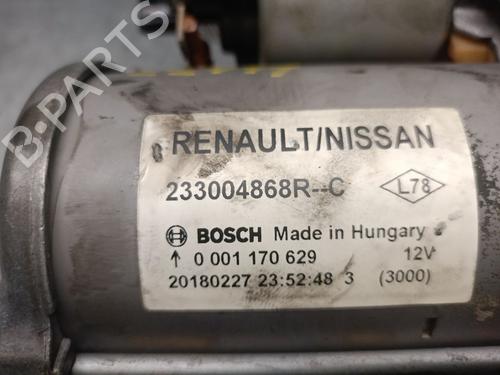 RENAULT/NISSAN
233004868R--C L78
BOSCH Made in Hungary
0 001 170 629 12V
20180227 23:52:48 3 (3000)
B-PARTS